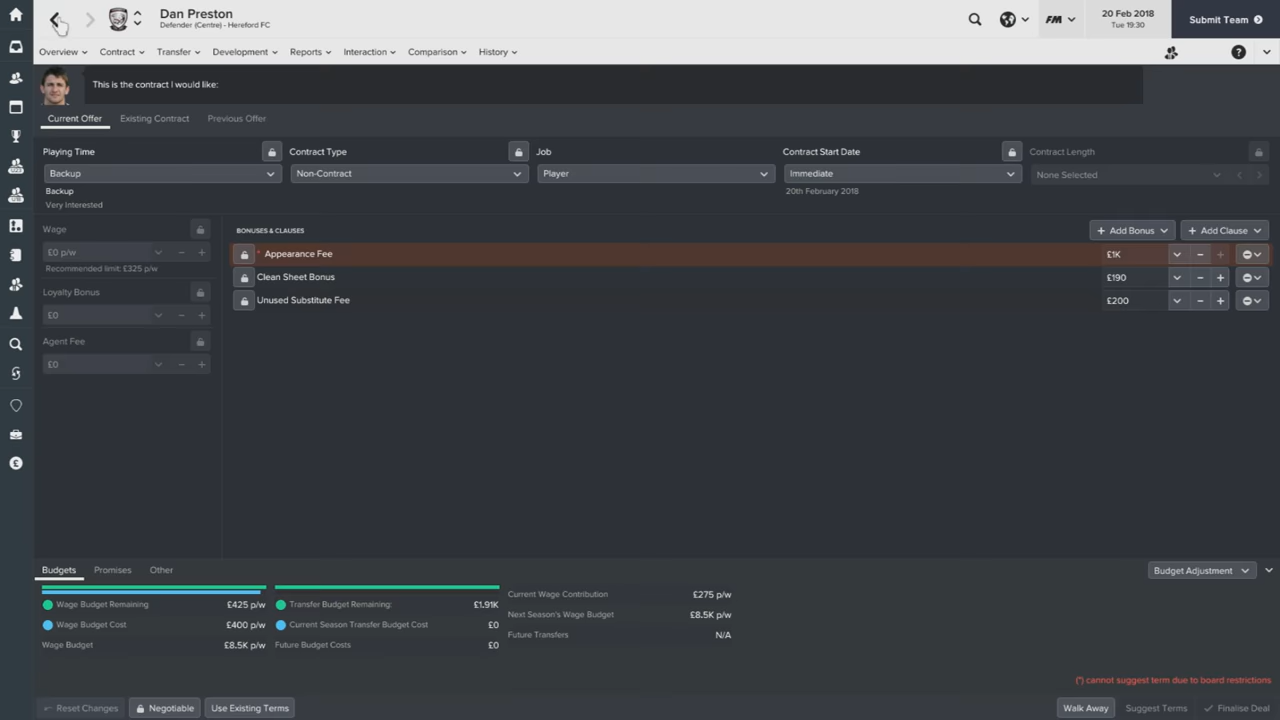 Dan Preston
Defender (Centre) - Hereford FC
FM
20 Feb 2018
Tue 19:30
Submit Team
Overview
Contract
Transfer
Development
Reports
Interaction
Comparison
History
?
This is the contract I would like:
Current Offer
Existing Contract
Previous Offer
Playing Time
Contract Type
Job
Contract Start Date
Contract Length
Backup
Non-Contract
Player
Immediate
None Selected
Backup
20th February 2018
Very Interested
Wage
BONUSES & CLAUSES
+ Add Bonus
+ Add Clause
£0 p/w
Recommended limit: £325 p/w
* Appearance Fee
£1K
Clean Sheet Bonus
£190
Loyalty Bonus
Unused Substitute Fee
£200
£0
Agent Fee
£0
Budgets
Promises
Other
Budget Adjustment
Wage Budget Remaining:
£425 p/w
Transfer Budget Remaining:
£1.91K
Current Wage Contribution
£275 p/w
Wage Budget Cost
£400 p/w
Current Season Transfer Budget Cost
£0
Next Season's Wage Budget
£8.5K p/w
Wage Budget
£8.5K p/w
Future Budget Costs
£0
Future Transfers
N/A
(*) cannot suggest term due to board restrictions
Reset Changes
Negotiable
Use Existing Terms
Walk Away
Suggest Terms
Finalise Deal